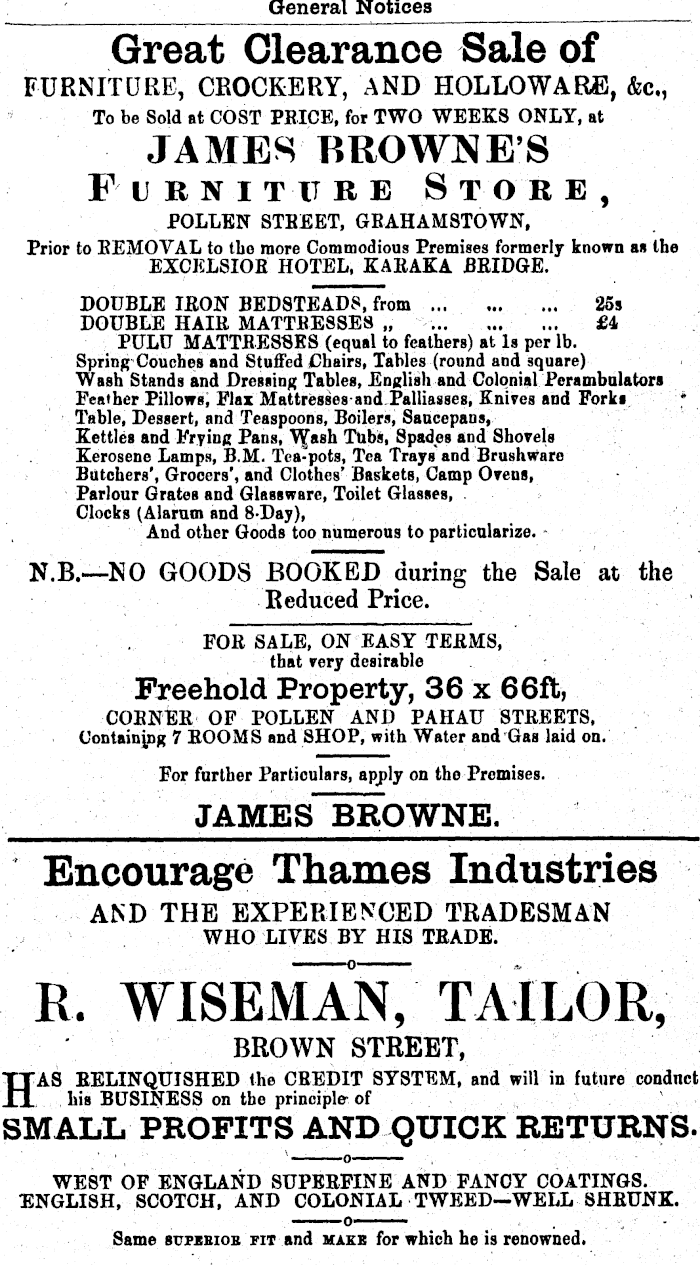 General Notices
Great Clearance Sale of
FURNITURE, CROCKERY, AND HOLLOWARE, &c.,
To be Sold at COST PRICE, for TWO WEEKS ONLY, at
JAMES BROWNE'S
FURNITURE STORE,
POLLEN STREET, GRAHAMSTOWN,
Prior to REMOVAL to the more Commodious Premises formerly known as the
EXCELSIOR HOTEL, KARAKA BRIDGE.
DOUBLE IRON BEDSTEADS, from ... ... ... 25s
DOUBLE HAIR MATTRESSES „ ... ... ... £4
PULU MATTRESSES (equal to feathers) at 1s per lb.
Spring Couches and Stuffed Chairs, Tables (round and square)
Wash Stands and Dressing Tables, English and Colonial Perambulators
Feather Pillows, Flax Mattresses and Palliasses, Knives and Forks
Table, Dessert, and Teaspoons, Boilers, Saucepans,
Kettles and Frying Pans, Wash Tubs, Spades and Shovels
Kerosene Lamps, B.M. Tea-pots, Tea Trays and Brushware
Butchers', Grocers', and Clothes' Baskets, Camp Ovens,
Parlour Grates and Glassware, Toilet Glasses,
Clocks (Alarum and 8-Day),
And other Goods too numerous to particularize.
N.B.—NO GOODS BOOKED during the Sale at the
Reduced Price.
FOR SALE, ON EASY TERMS,
that very desirable
Freehold Property, 36 x 66ft,
CORNER OF POLLEN AND PAHAU STREETS,
Containing 7 ROOMS and SHOP, with Water and Gas laid on.
For further Particulars, apply on the Premises.
JAMES BROWNE.
Encourage Thames Industries
AND THE EXPERIENCED TRADESMAN
WHO LIVES BY HIS TRADE.
R. WISEMAN, TAILOR,
BROWN STREET,
HAS RELINQUISHED the CREDIT SYSTEM, and will in future conduct
his BUSINESS on the principle of
SMALL PROFITS AND QUICK RETURNS.
WEST OF ENGLAND SUPERFINE AND FANCY COATINGS.
ENGLISH, SCOTCH, AND COLONIAL TWEED—WELL SHRUNK.
Same SUPERIOR FIT and MAKE for which he is renowned.